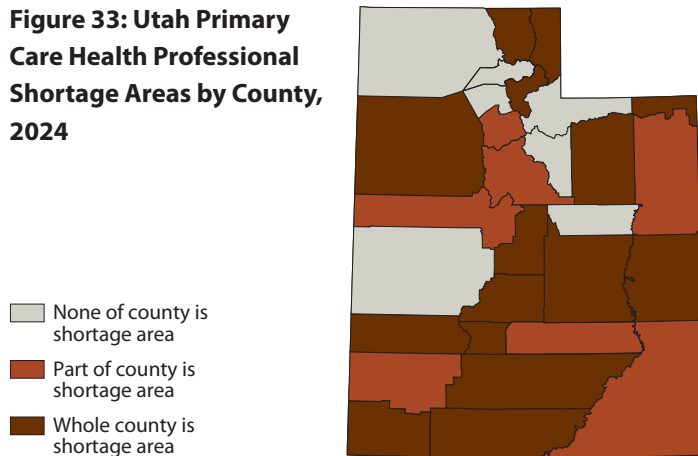 Figure 33: Utah Primary
Care Health Professional
Shortage Areas by County,
2024
None of county is
shortage area
Part of county is
shortage area
Whole county is
shortage area